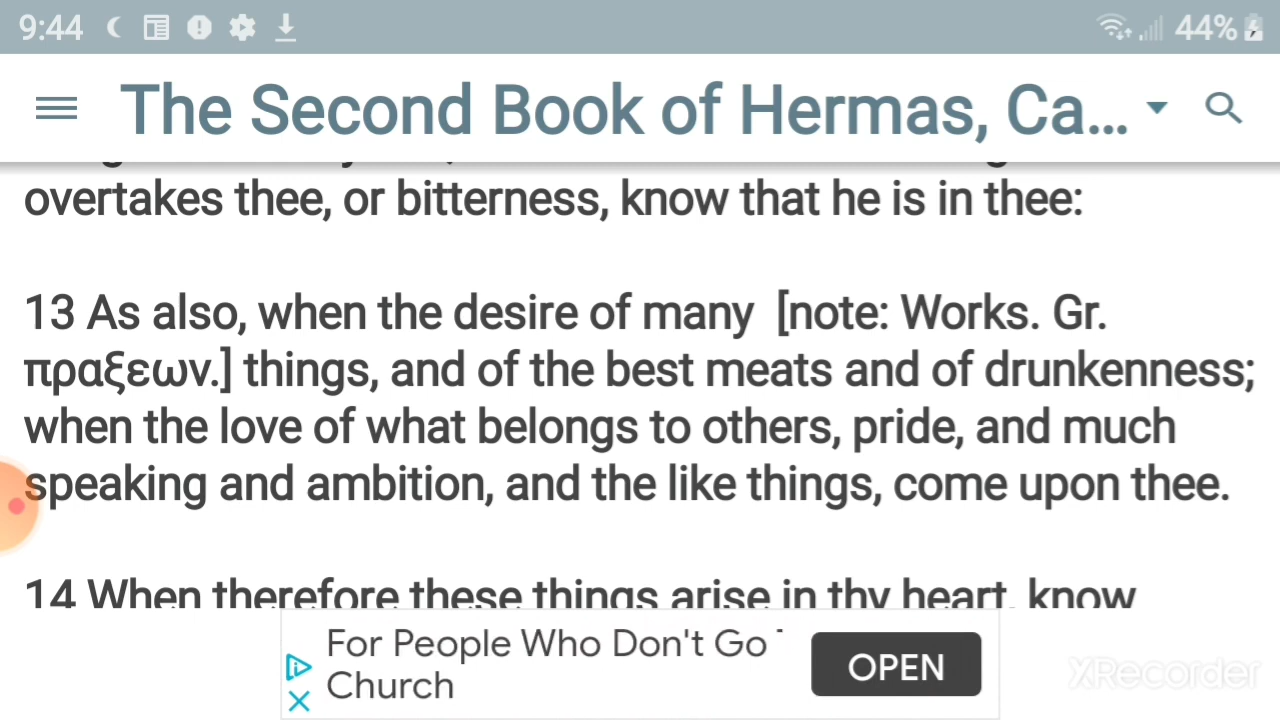 9:44
44%
The Second Book of Hermas, Ca...
overtakes thee, or bitterness, know that he is in thee:
13 As also, when the desire of many [note: Works. Gr.
πραξεων.] things, and of the best meats and of drunkenness;
when the love of what belongs to others, pride, and much
speaking and ambition, and the like things, come upon thee.
14 When therefore these things arise in thy heart, know
For People Who Don't Go
Church
OPEN
XRecorder